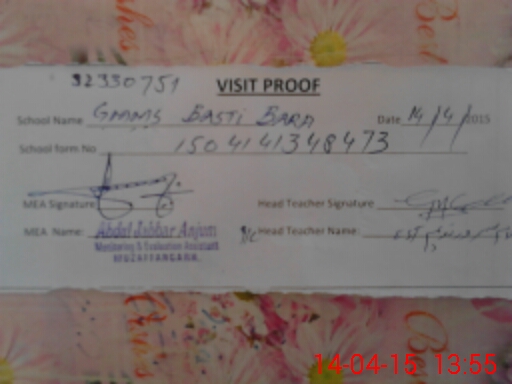 32330751
VISIT PROOF
School Name GMMS BASTI BARA Date 14/4/2015
School form No 1504141348473
MEA Signature Head Teacher Signature
MEA Name: Abdul Jabbar Anjum Head Teacher Name:
Monitoring & Evaluation Assistant
MUZAFFARGARH.
14-04-15 13:55